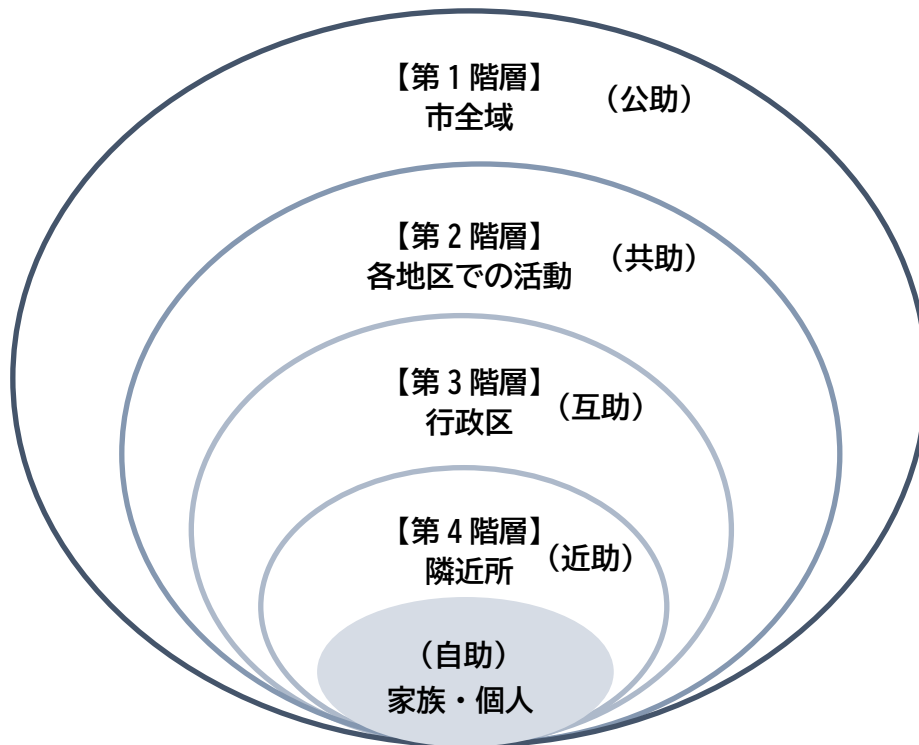 【第1階層】
市全域
（公助）
【第2階層】
各地区での活動
（共助）
【第3階層】
行政区
（互助）
【第4階層】
隣近所
（近助）
（自助）
家族・個人